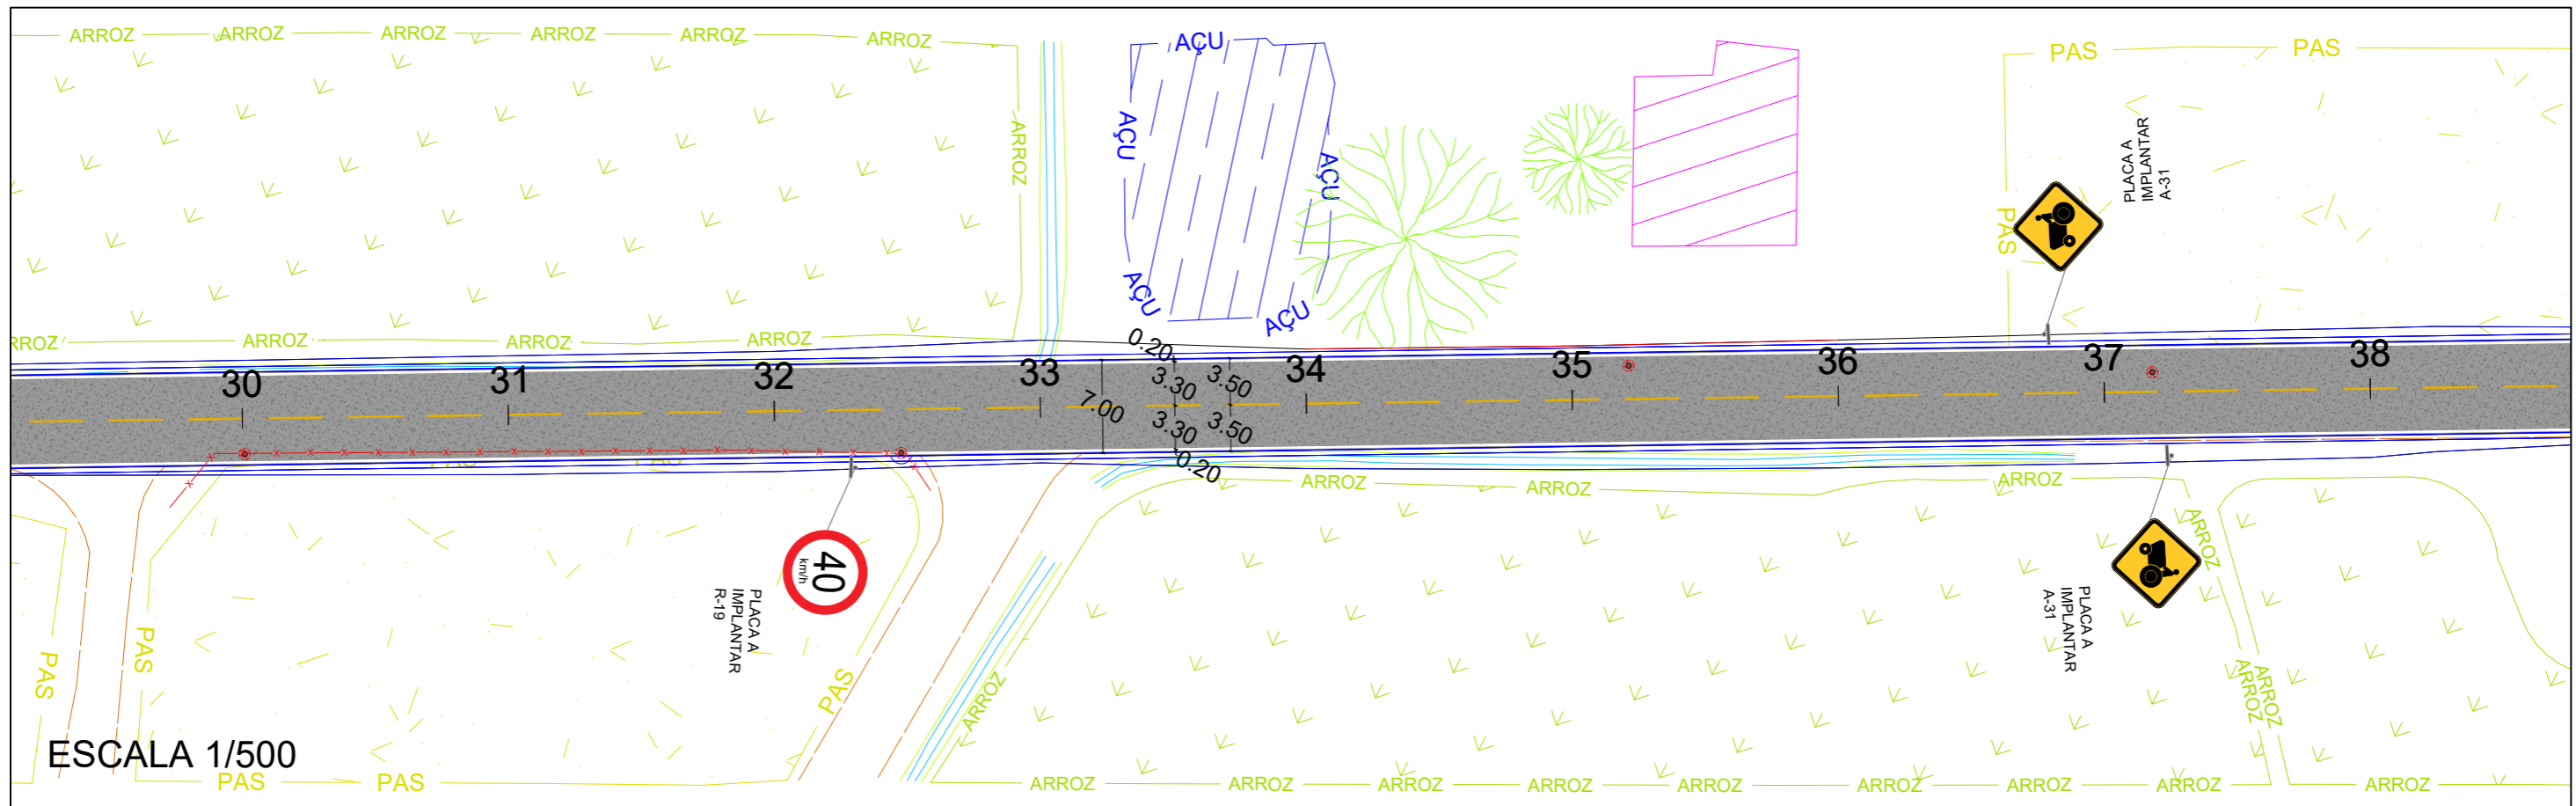 ARROZ ARROZ ARROZ ARROZ ARROZ ARROZ
AÇU
PAS PAS
ARROZ
AÇU
AÇU
PLACA A
IMPLANTAR
A-31
PAS
AÇU
AÇU
RROZ ARROZ ARROZ ARROZ
0.20
30 31 32 33 34 35 36 37 38
3.30 3.50
7.00
3.30 3.50
0.20
ARROZ ARROZ ARROZ
ARROZ
40
km/h
PLACA A
IMPLANTAR
R-19
PLACA A
IMPLANTAR
A-31
PAS
PAS
PAS
ARROZ
ARROZ
ARROZ
ESCALA 1/500
PAS PAS
ARROZ ARROZ ARROZ ARROZ ARROZ ARROZ ARROZ ARROZ ARROZ